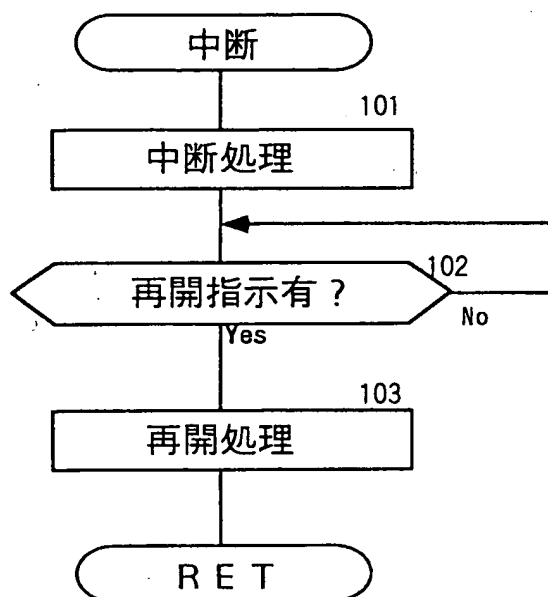 中断
101
中断処理
102
再開指示有？
No
Yes
103
再開処理
ＲＥＴ